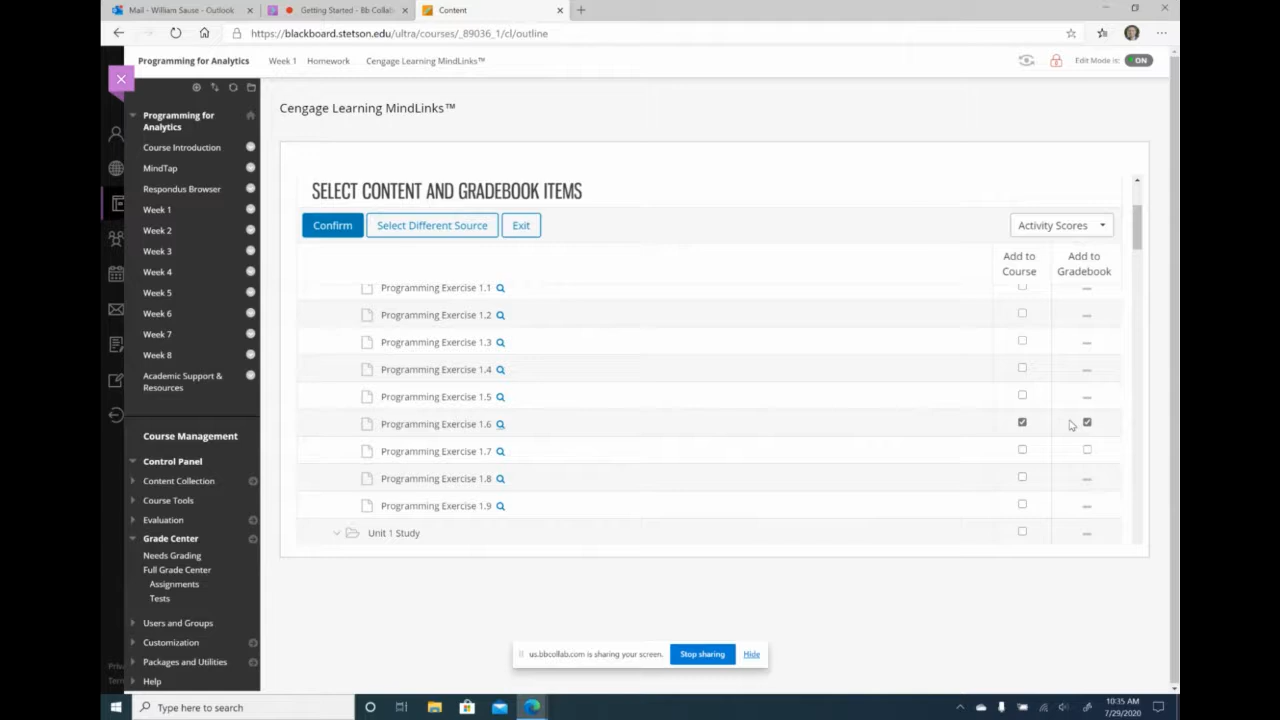 Mail - William Sause - Outlook
Getting Started - Bb Collab
Content
https://blackboard.stetson.edu/ultra/courses/_89036_1/cl/outline
Programming for Analytics
Week 1
Homework
Cengage Learning MindLinks™
Edit Mode is:
ON
Programming for
Analytics
Course Introduction
MindTap
Respondus Browser
Week 1
Week 2
Week 3
Week 4
Week 5
Week 6
Week 7
Week 8
Academic Support &
Resources
Course Management
Control Panel
Content Collection
Course Tools
Evaluation
Grade Center
Needs Grading
Full Grade Center
Assignments
Tests
Users and Groups
Customization
Packages and Utilities
Help
Cengage Learning MindLinks™
SELECT CONTENT AND GRADEBOOK ITEMS
Confirm
Select Different Source
Exit
Activity Scores
Add to
Course
Add to
Gradebook
Programming Exercise 1.1
Programming Exercise 1.2
Programming Exercise 1.3
Programming Exercise 1.4
Programming Exercise 1.5
Programming Exercise 1.6
Programming Exercise 1.7
Programming Exercise 1.8
Programming Exercise 1.9
Unit 1 Study
us.bbcollab.com is sharing your screen.
Stop sharing
Hide
Type here to search
10:35 AM
7/29/2020